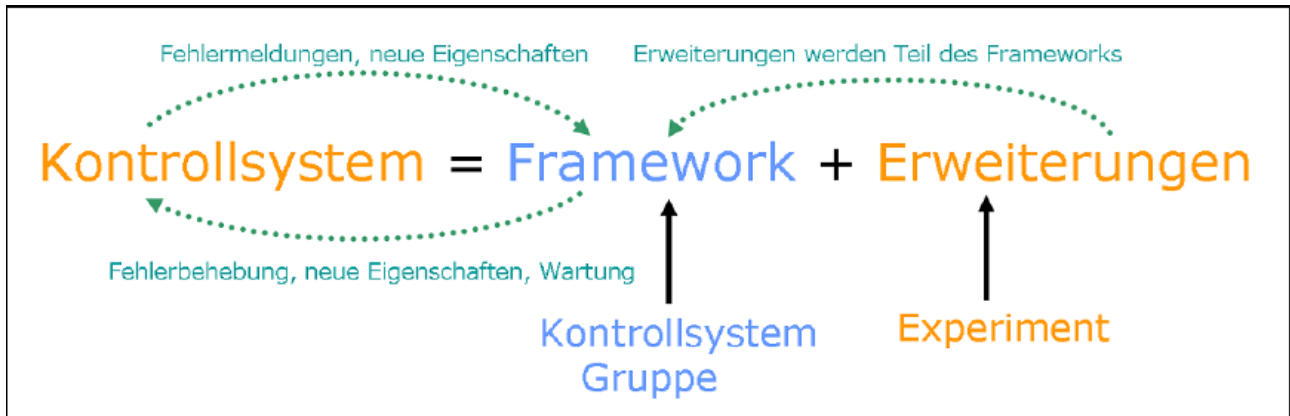 Fehlermeldungen, neue Eigenschaften Erweiterungen werden Teil des Frameworks
Kontrollsystem = Framework + Erweiterungen
Fehlerbehebung, neue Eigenschaften, Wartung
Kontrollsystem Experiment
Gruppe